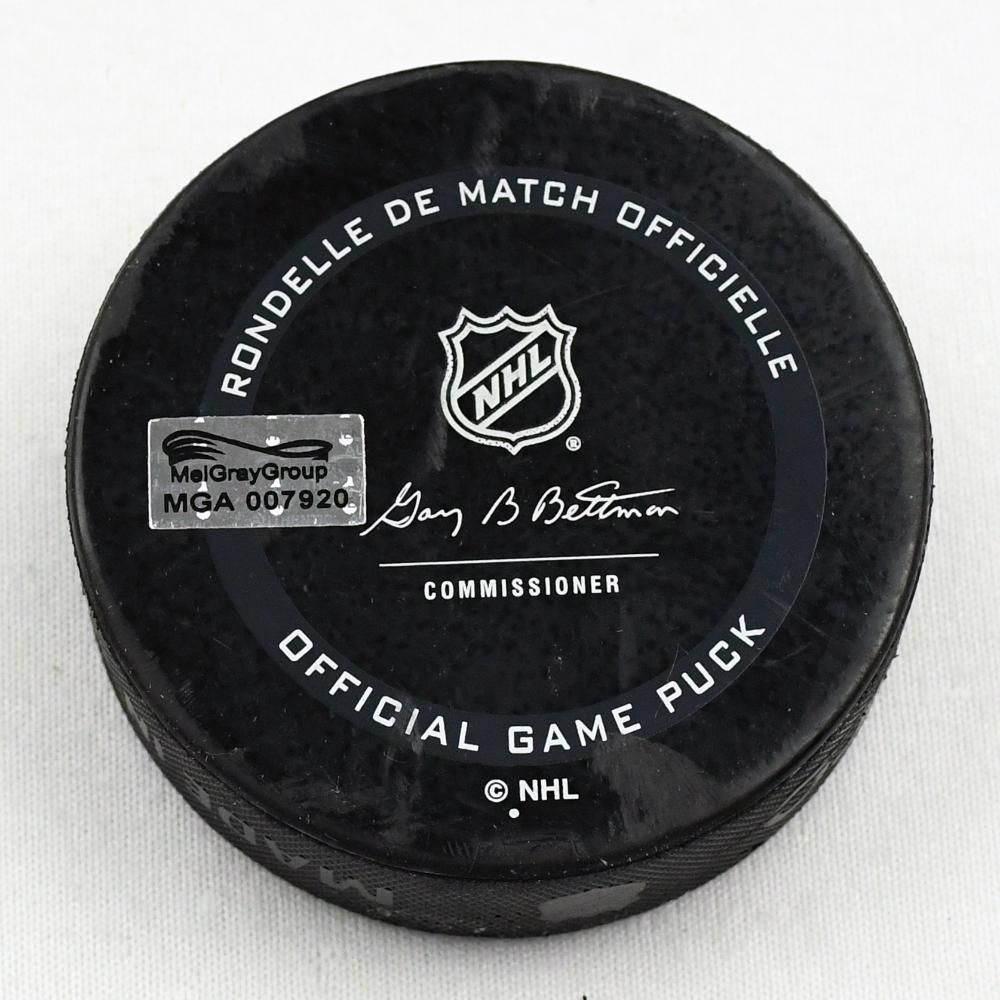 RONDELLE DE MATCH OFFICIELLE
NHL
®
MeiGrayGroup
MGA 007920
Gary B Bettman
COMMISSIONER
OFFICIAL GAME PUCK
© NHL